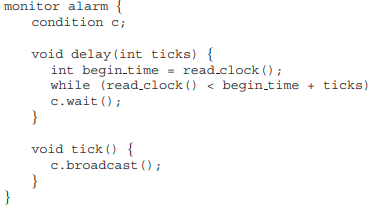 monitor alarm {
condition c;
void delay(int ticks) {
int begin_time = read_clock();
while (read_clock() < begin_time + ticks)
c.wait();
}
void tick() {
c.broadcast();
}
}